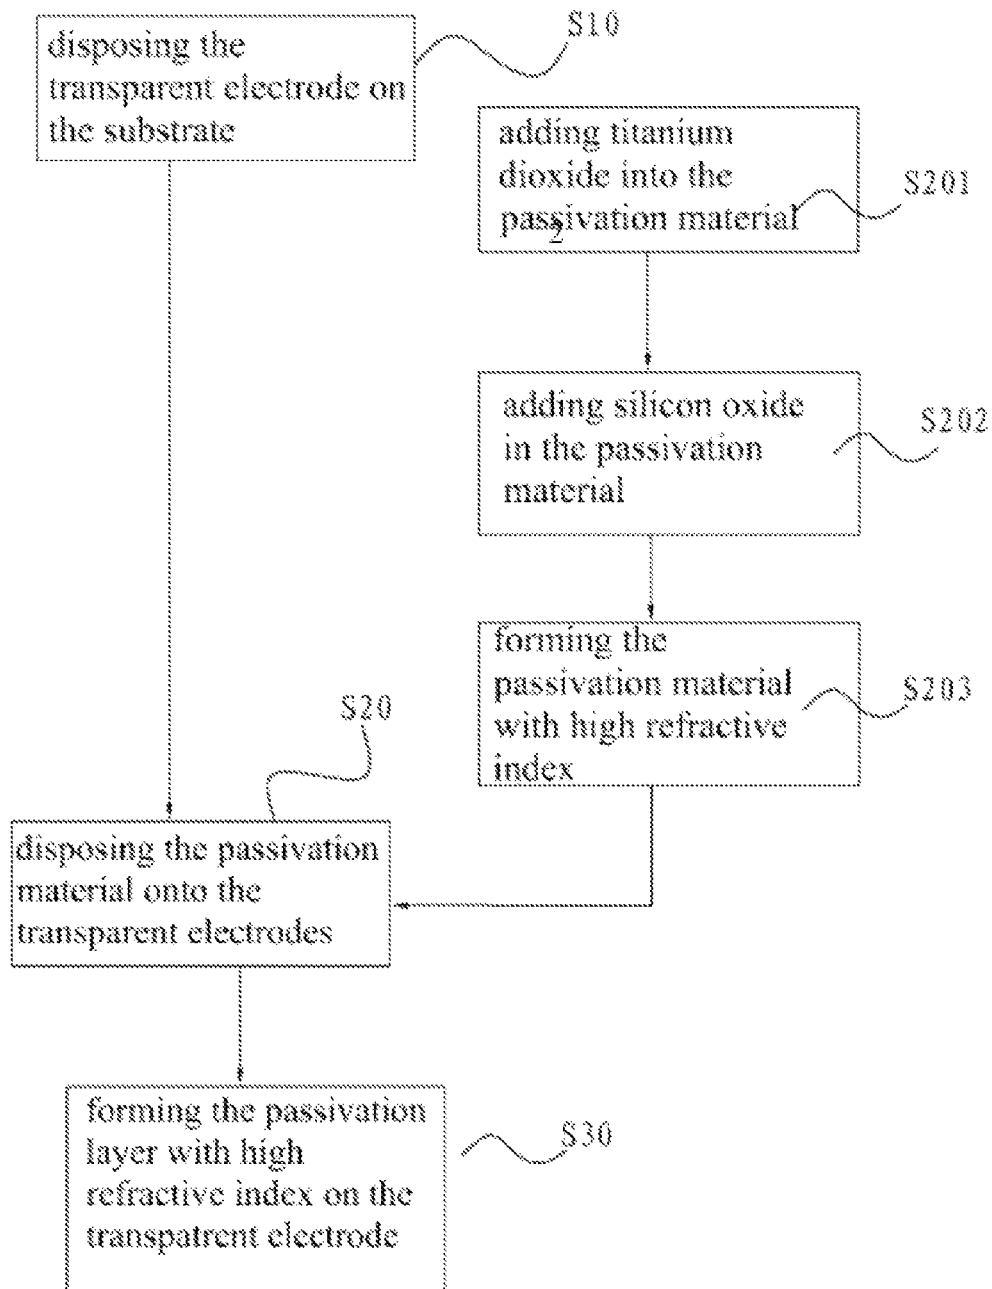 S10
disposing the
transparent electrode on
the substrate
adding titanium
dioxide into the
passivation material
2
S201
adding silicon oxide
in the passivation
material
S202
forming the
passivation material
with high refractive
index
S203
S20
disposing the passivation
material onto the
transparent electrodes
forming the passivation
layer with high
refractive index on the
transpatrent electrode
S30